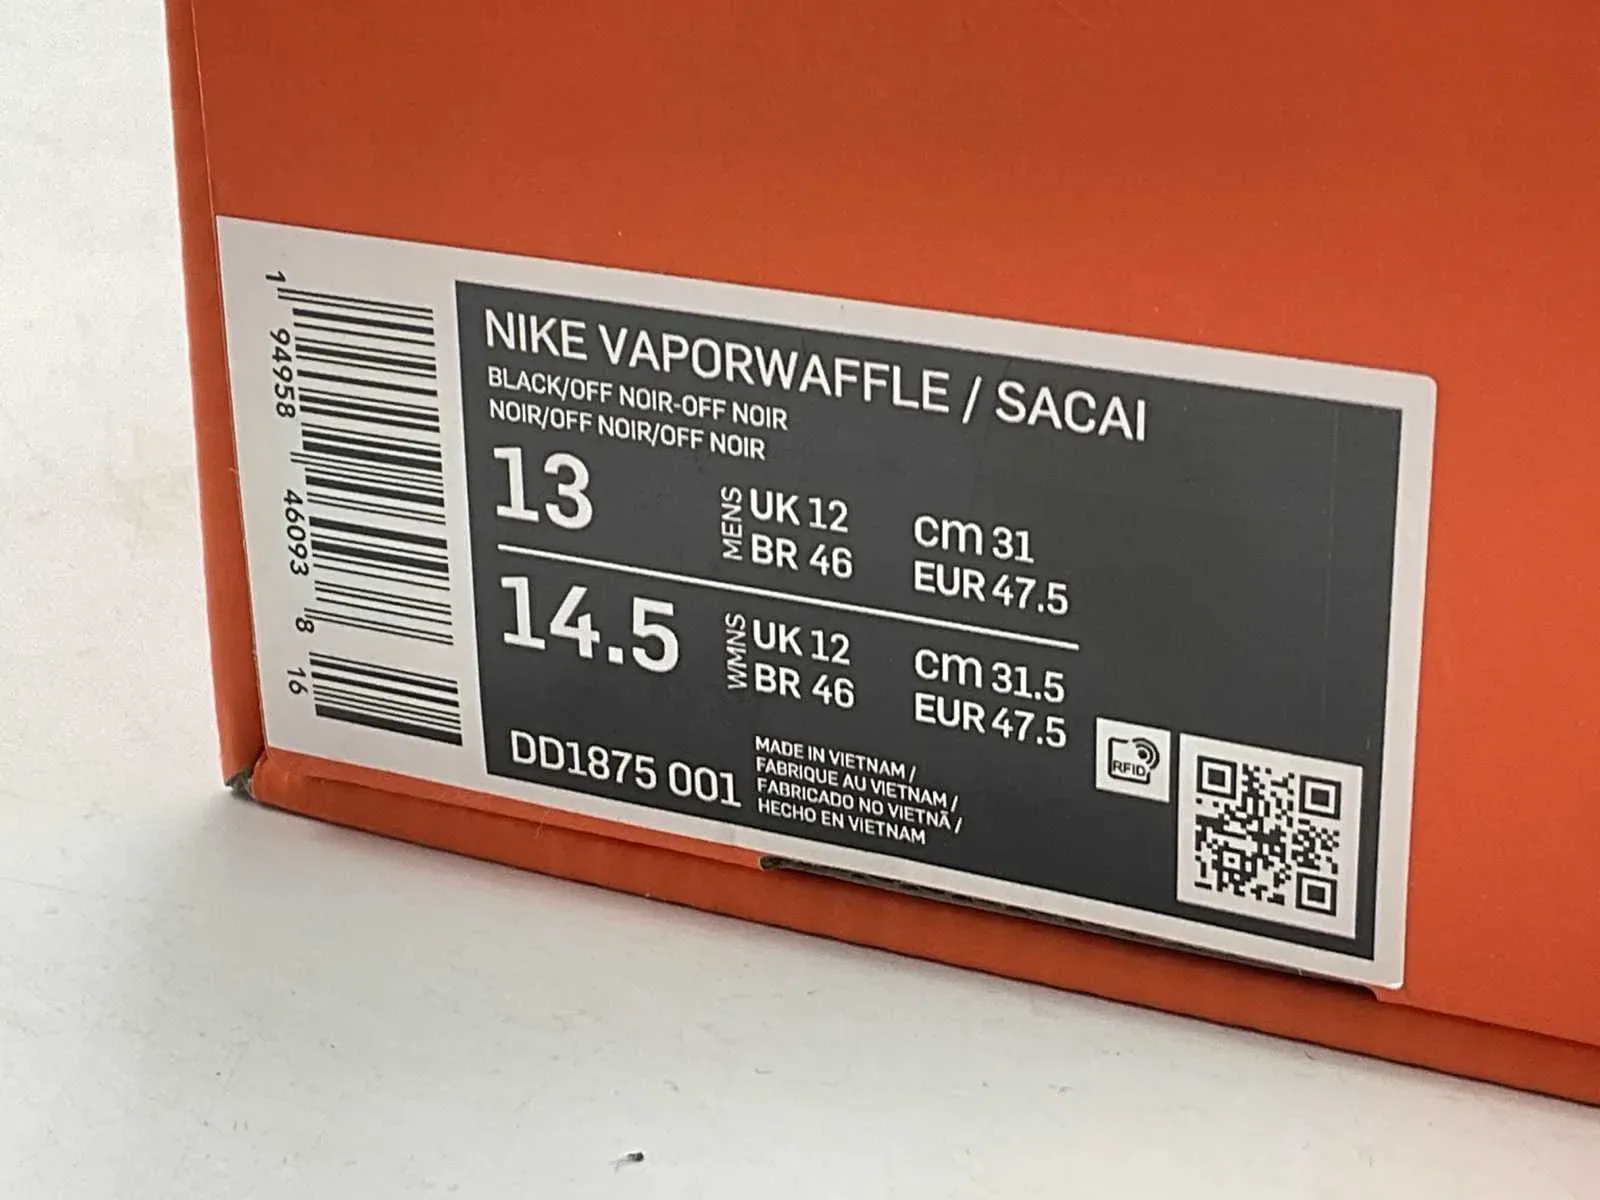 1 94958 46093 8 16
NIKE VAPORWAFFLE / SACAI
BLACK/OFF NOIR-OFF NOIR
NOIR/OFF NOIR/OFF NOIR
13
MENS
UK 12
BR 46
cm 31
EUR 47.5
14.5
WMNS
UK 12
BR 46
cm 31.5
EUR 47.5
DD1875 001
MADE IN VIETNAM /
FABRIQUE AU VIETNAM /
FABRICADO NO VIETNÃ /
HECHO EN VIETNAM
RFID